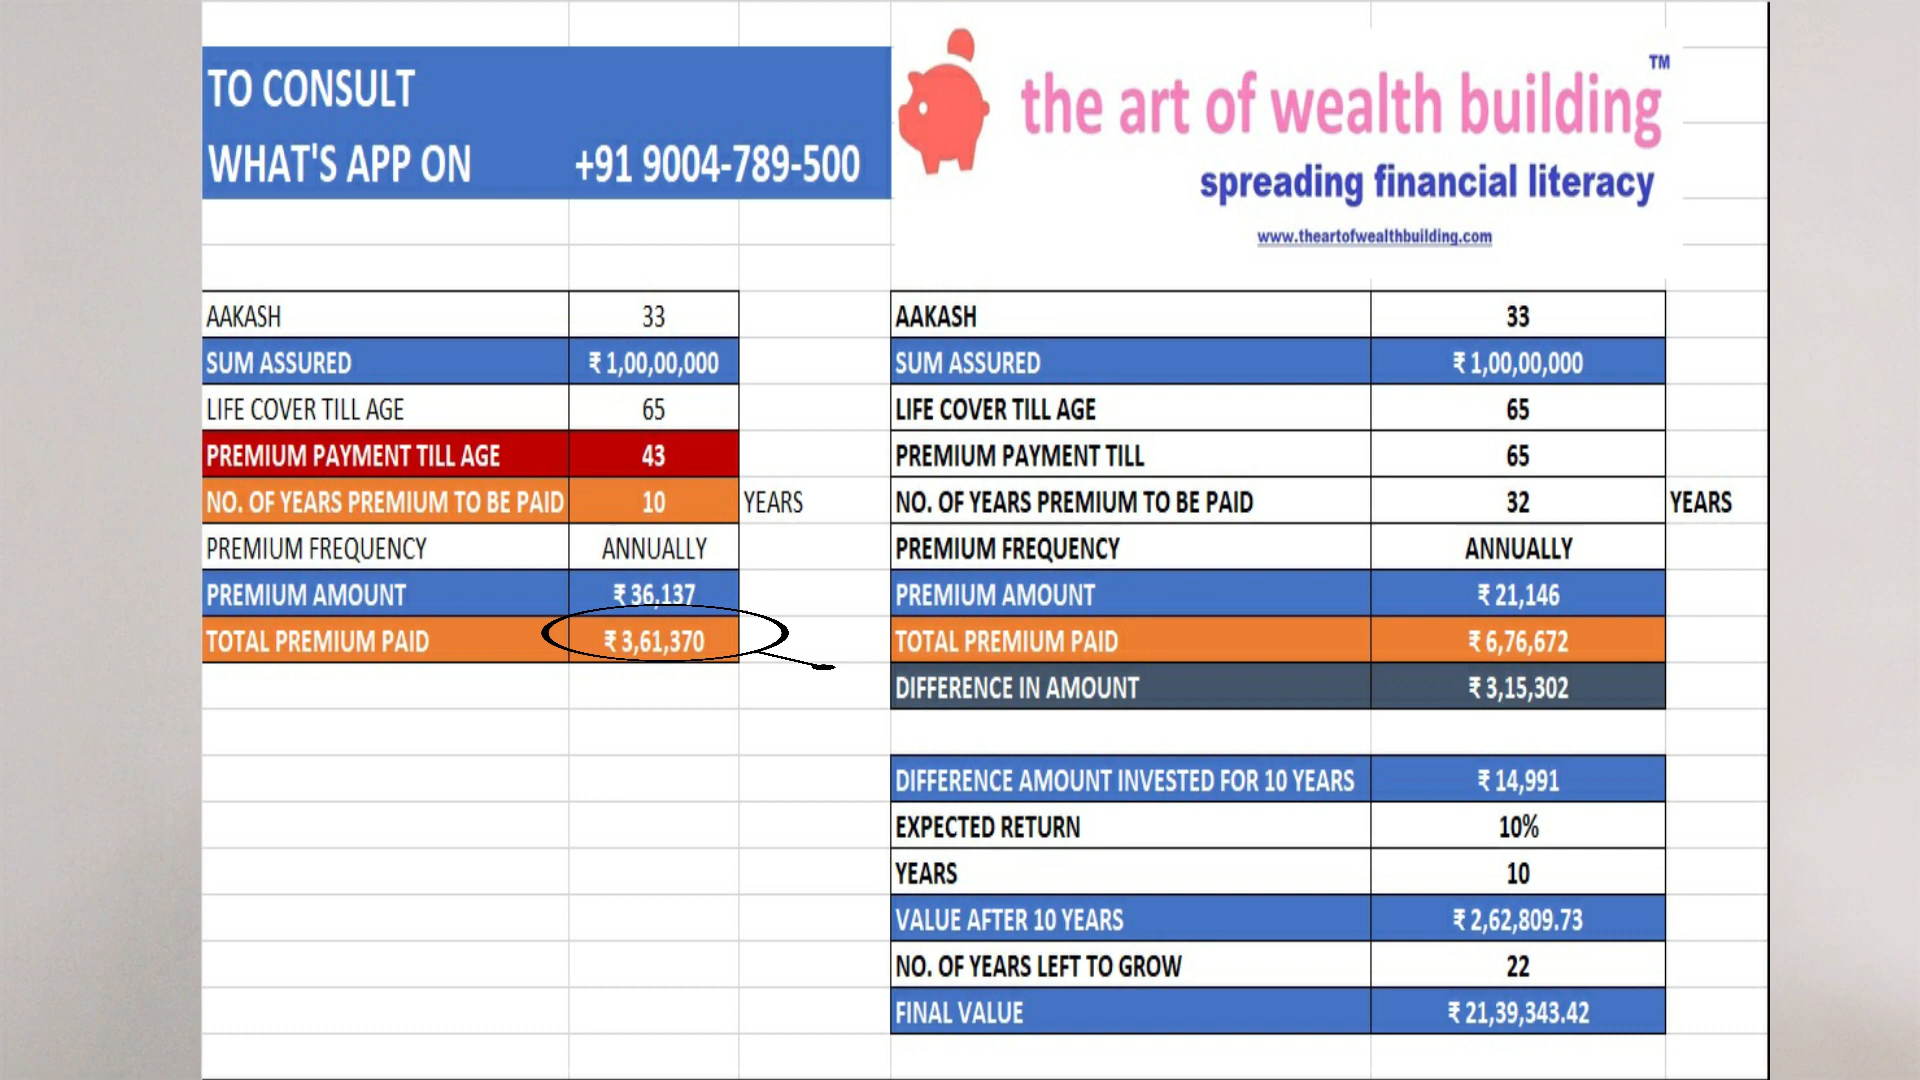 TO CONSULT
WHAT'S APP ON +91 9004-789-500
the art of wealth building TM
spreading financial literacy
www.theartofwealthbuilding.com
AAKASH 33
SUM ASSURED ₹ 1,00,00,000
LIFE COVER TILL AGE 65
PREMIUM PAYMENT TILL AGE 43
NO. OF YEARS PREMIUM TO BE PAID 10 YEARS
PREMIUM FREQUENCY ANNUALLY
PREMIUM AMOUNT ₹ 36,137
TOTAL PREMIUM PAID ₹ 3,61,370
AAKASH 33
SUM ASSURED ₹ 1,00,00,000
LIFE COVER TILL AGE 65
PREMIUM PAYMENT TILL 65
NO. OF YEARS PREMIUM TO BE PAID 32 YEARS
PREMIUM FREQUENCY ANNUALLY
PREMIUM AMOUNT ₹ 21,146
TOTAL PREMIUM PAID ₹ 6,76,672
DIFFERENCE IN AMOUNT ₹ 3,15,302
DIFFERENCE AMOUNT INVESTED FOR 10 YEARS ₹ 14,991
EXPECTED RETURN 10%
YEARS 10
VALUE AFTER 10 YEARS ₹ 2,62,809.73
NO. OF YEARS LEFT TO GROW 22
FINAL VALUE ₹ 21,39,343.42